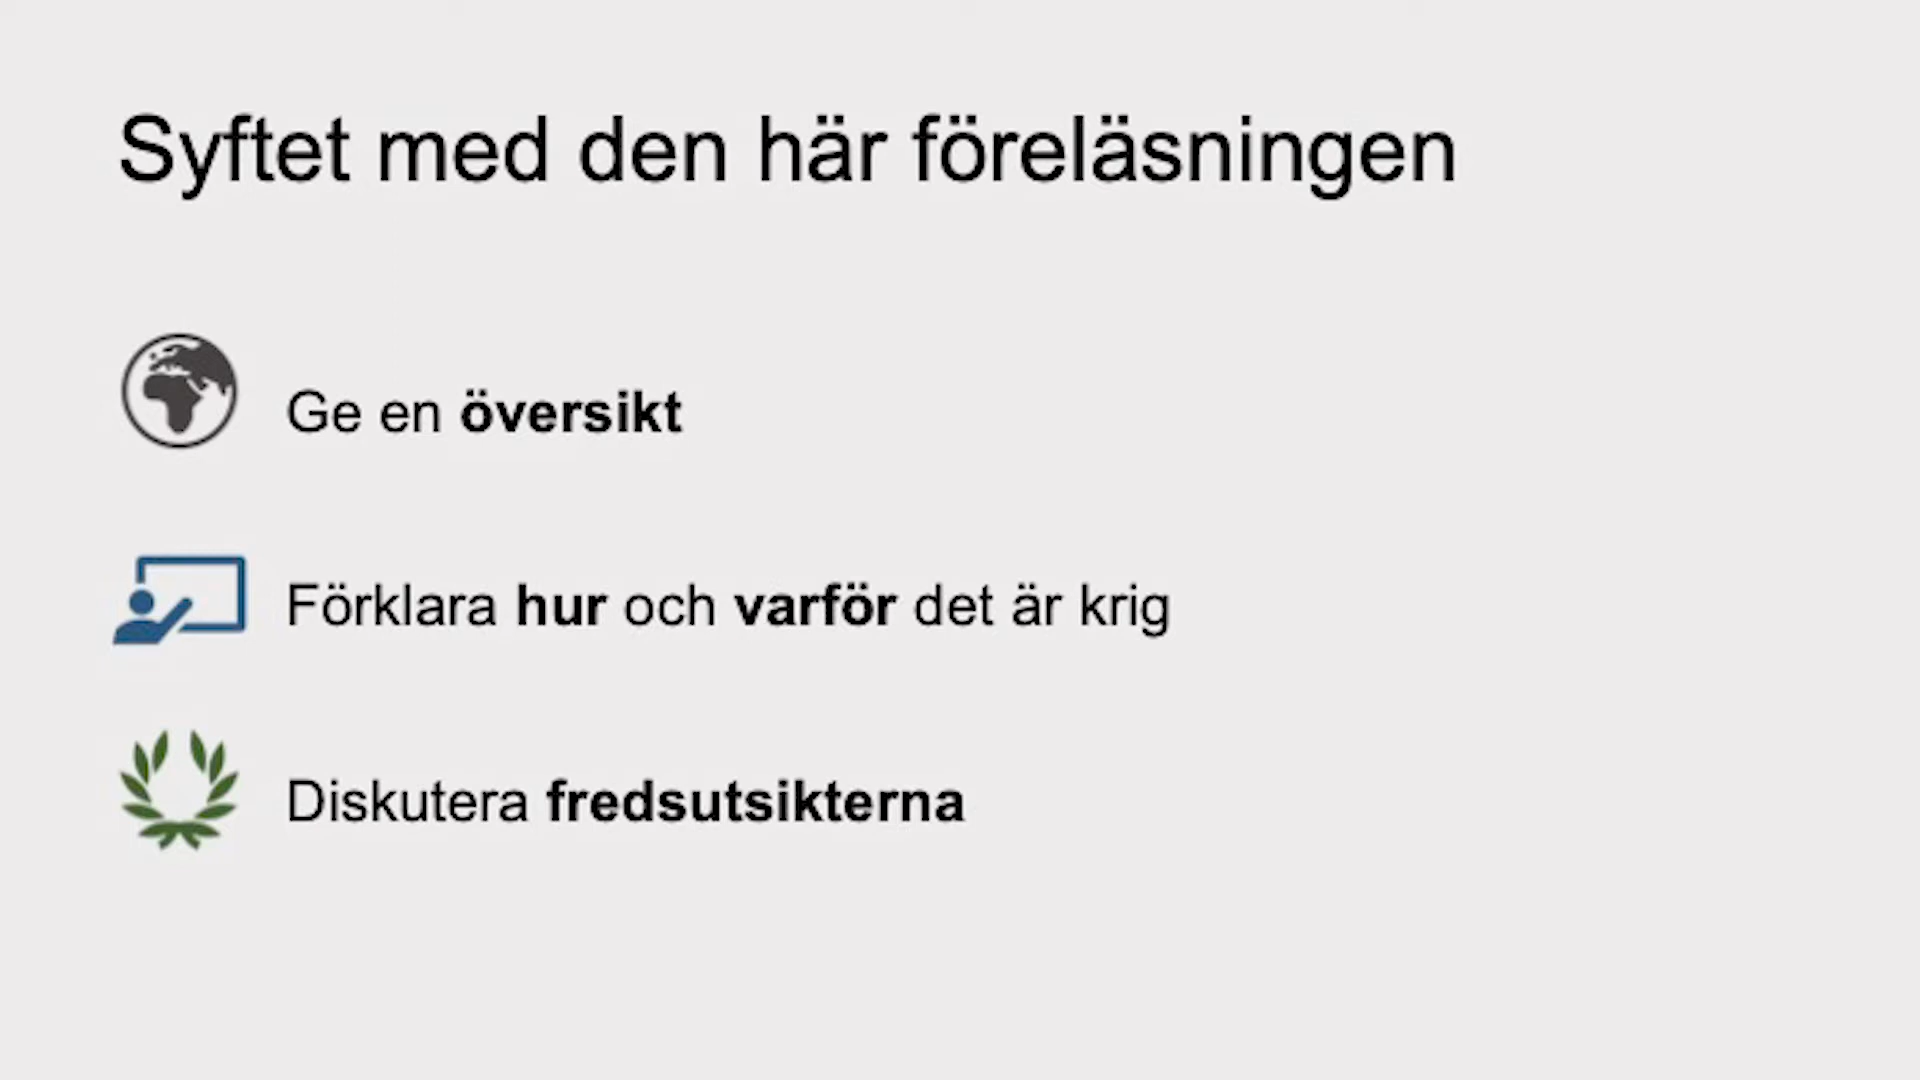 Syftet med den här föreläsningen
Ge en översikt
Förklara hur och varför det är krig
Diskutera fredsutsikterna